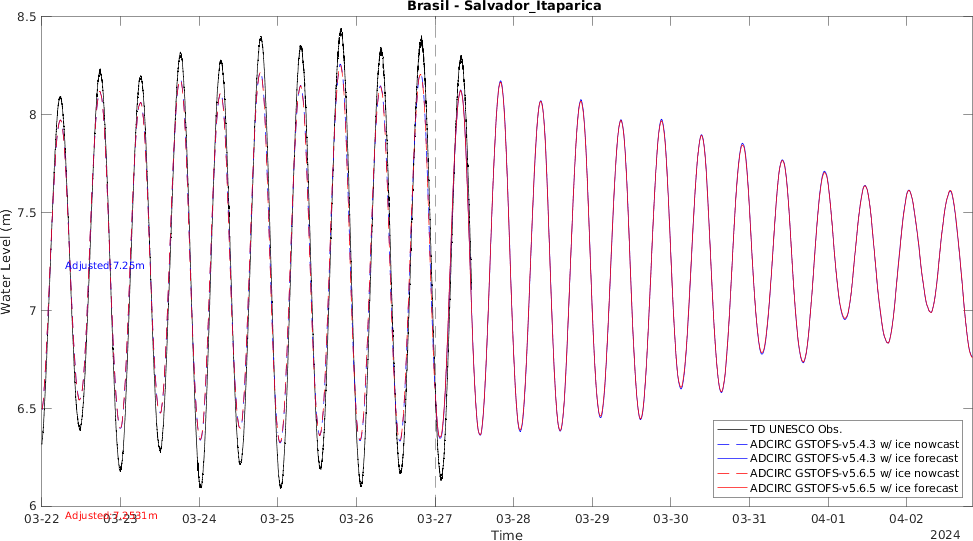 Brasil - Salvador_Itaparica
8.5
8
7.5
7
6.5
6
Water Level (m)
Adjusted:7.25m
Adjusted:7.2531m
TD UNESCO Obs.
ADCIRC GSTOFS-v5.4.3 w/ ice nowcast
ADCIRC GSTOFS-v5.4.3 w/ ice forecast
ADCIRC GSTOFS-v5.6.5 w/ ice nowcast
ADCIRC GSTOFS-v5.6.5 w/ ice forecast
03-22 03-23 03-24 03-25 03-26 03-27 03-28 03-29 03-30 03-31 04-01 04-02
Time
2024